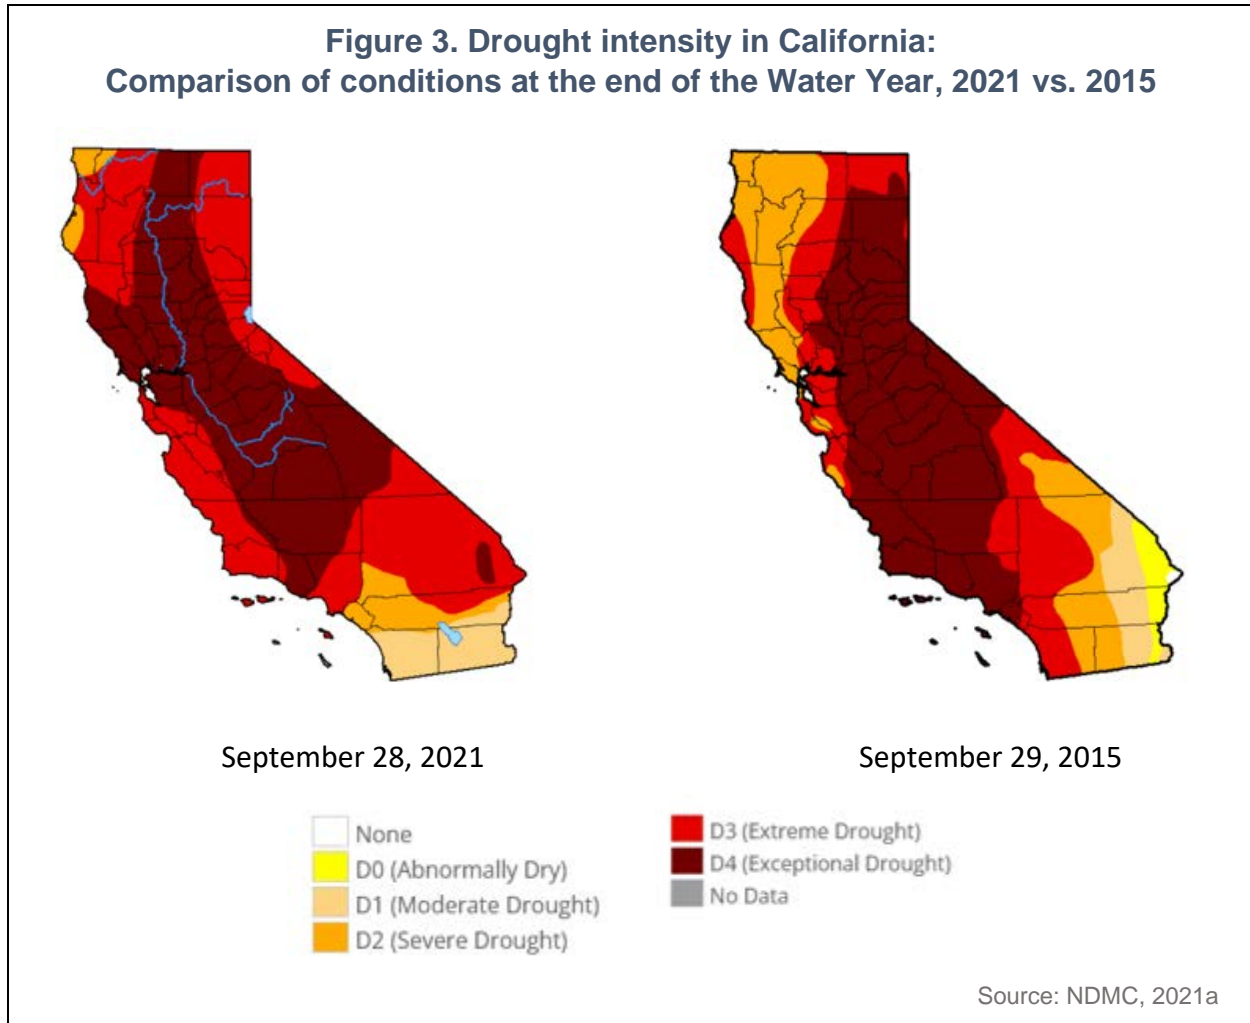 Figure 3. Drought intensity in California:
Comparison of conditions at the end of the Water Year, 2021 vs. 2015
September 28, 2021
September 29, 2015
None
D0 (Abnormally Dry)
D1 (Moderate Drought)
D2 (Severe Drought)
D3 (Extreme Drought)
D4 (Exceptional Drought)
No Data
Source: NDMC, 2021a